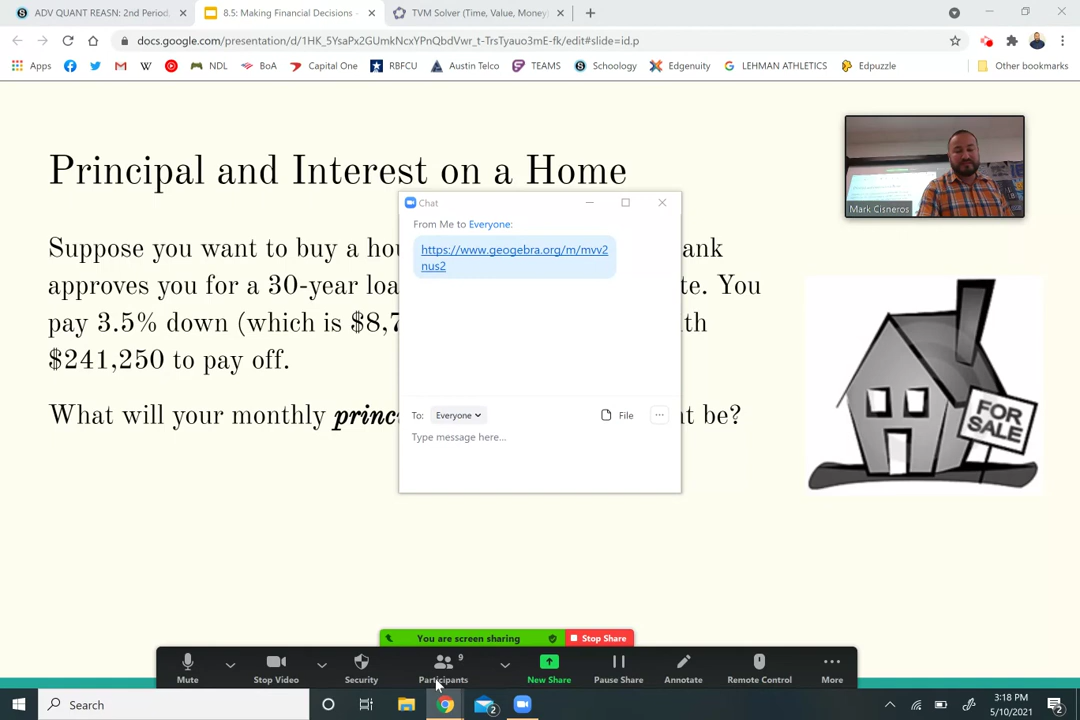 ADV QUANT REASN: 2nd Period,
8.5: Making Financial Decisions -
TVM Solver (Time, Value, Money)
docs.google.com/presentation/d/1HK_5YsaPx2GUmkNcxYPnQbdVwr_t-TrsTyauo3mE-fk/edit#slide=id.p
Apps
NDL
BoA
Capital One
RBFCU
Austin Telco
TEAMS
Schoology
Edgenuity
LEHMAN ATHLETICS
Edpuzzle
Other bookmarks
Principal and Interest on a Home
Mark Cisneros
Suppose you want to buy a hou ank
approves you for a 30-year loa te. You
pay 3.5% down (which is $8,7 th
$241,250 to pay off.
What will your monthly princ t be?
FOR
SALE
Chat
From Me to Everyone:
https://www.geogebra.org/m/mvv2
nus2
To: Everyone
File
Type message here...
You are screen sharing
Stop Share
Mute
Stop Video
Security
Participants
9
New Share
Pause Share
Annotate
Remote Control
More
Search
2
3:18 PM
5/10/2021
2